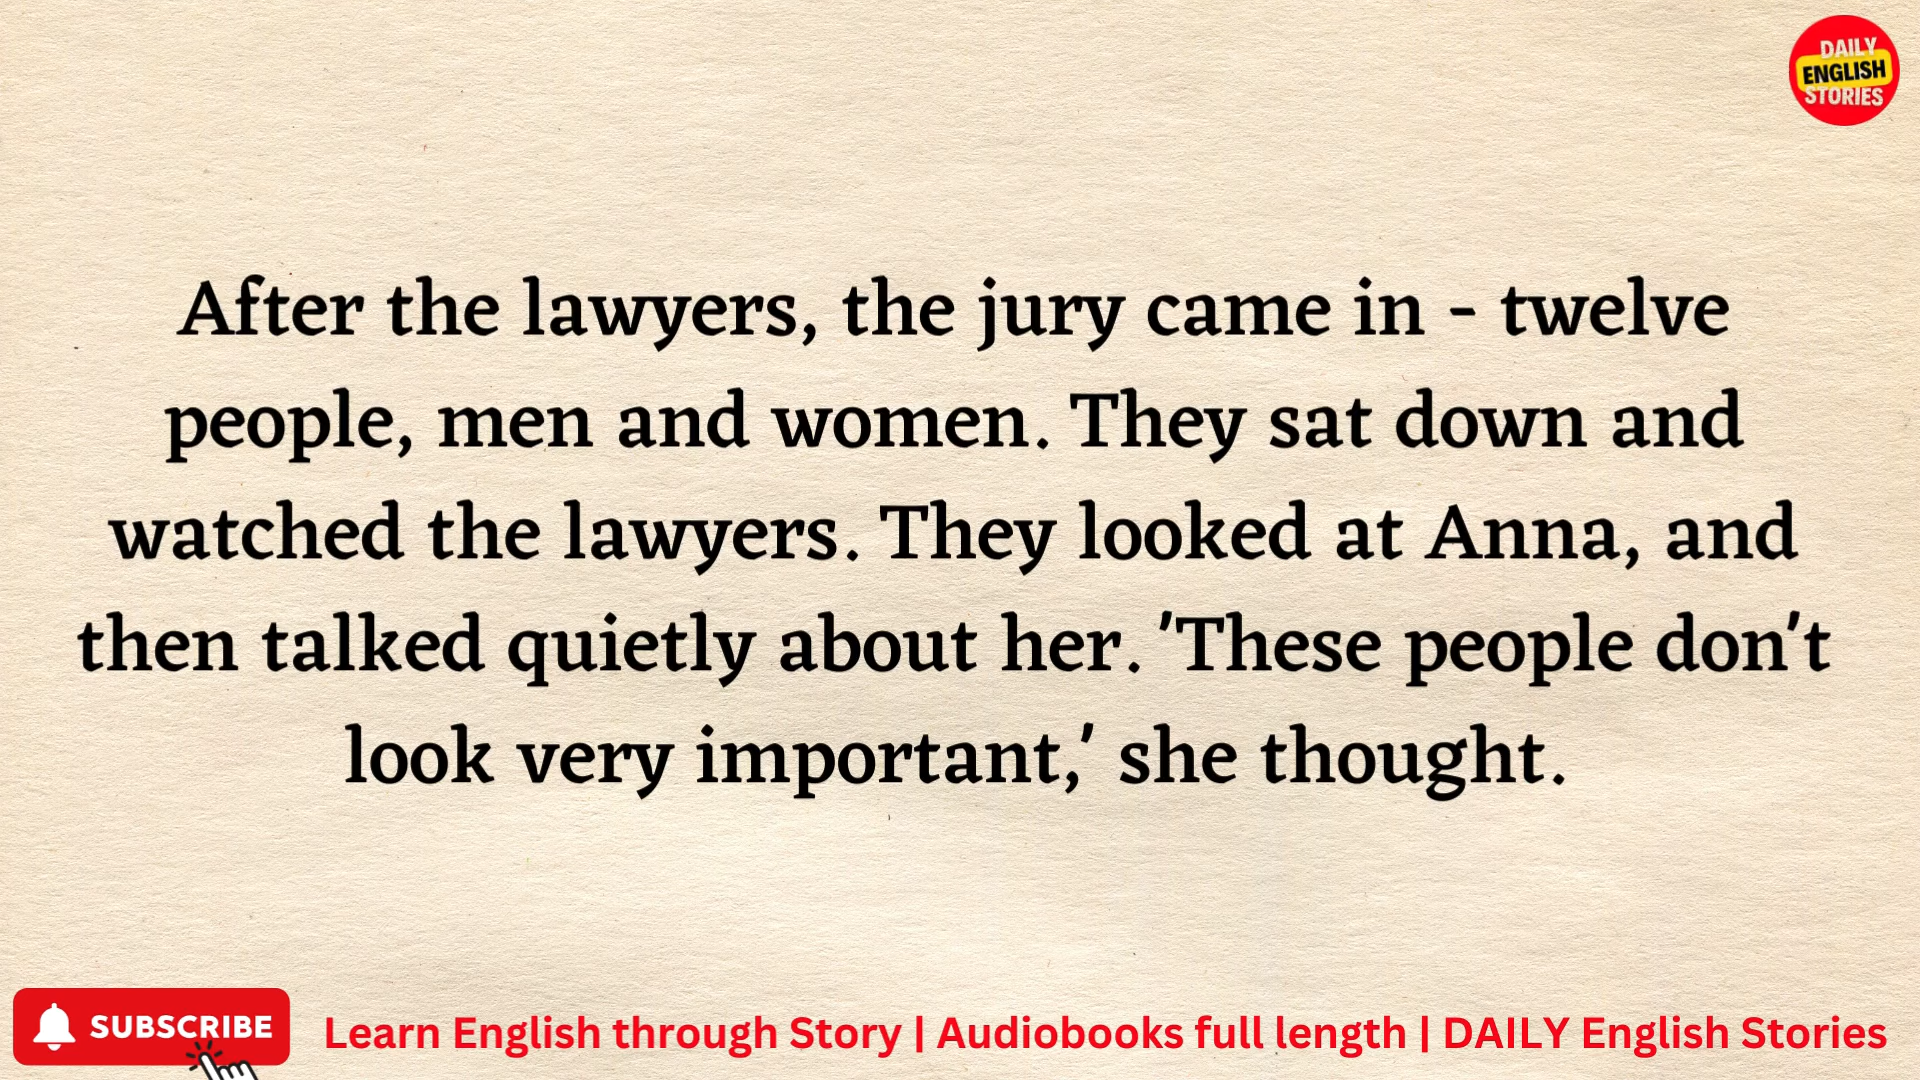 DAILY
ENGLISH
STORIES
After the lawyers, the jury came in - twelve
people, men and women. They sat down and
watched the lawyers. They looked at Anna, and
then talked quietly about her. 'These people don't
look very important,' she thought.
SUBSCRIBE
Learn English through Story | Audiobooks full length | DAILY English Stories